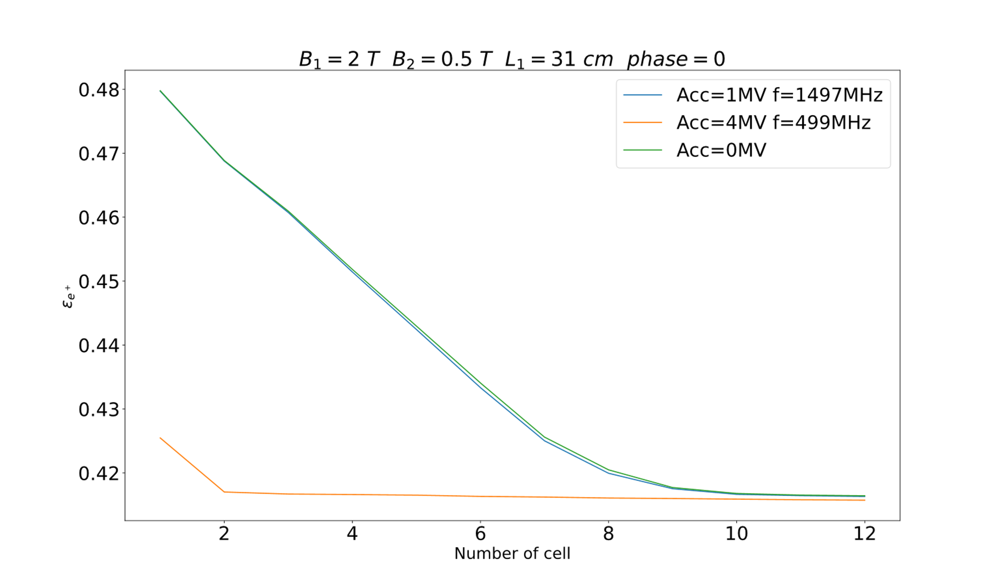 B₁ = 2 T B₂ = 0.5 T L₁ = 31 cm phase = 0
Acc=1MV f=1497MHz
Acc=4MV f=499MHz
Acc=0MV
0.48
0.47
0.46
0.45
0.44
0.43
0.42
εₑ⁺
2 4 6 8 10 12
Number of cell